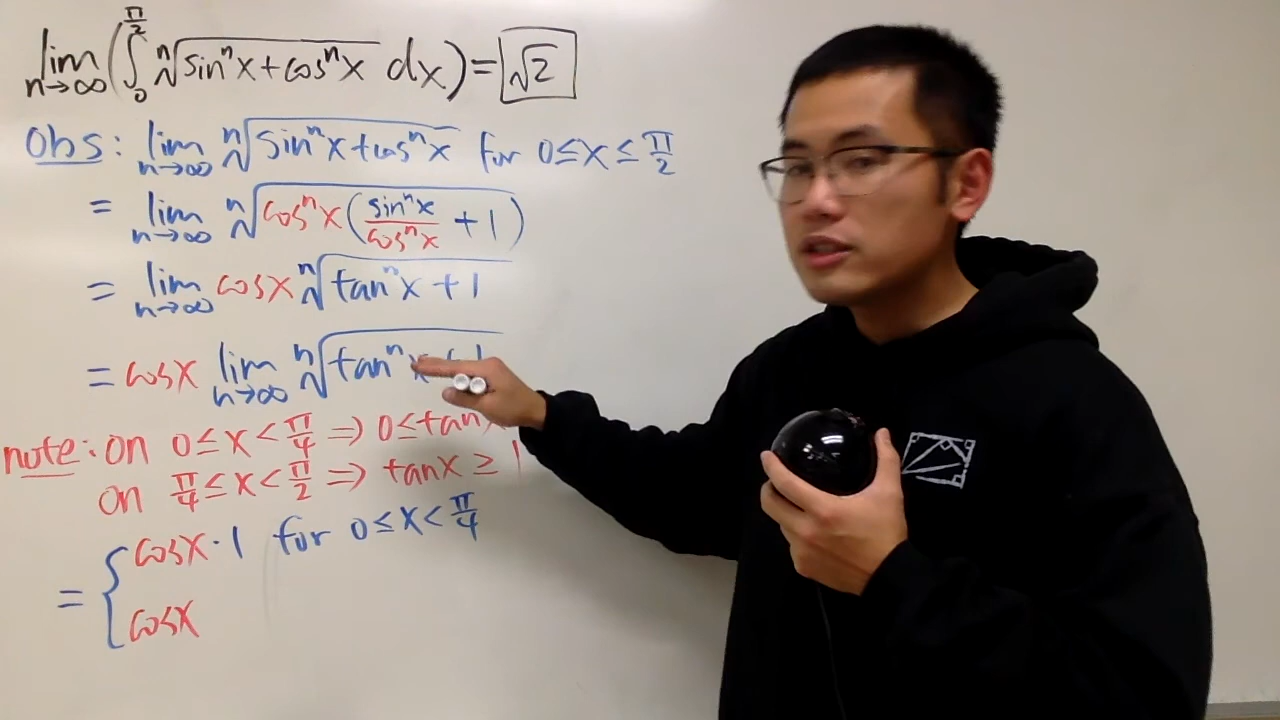 lim n→∞ (∫₀^(π/2) ⁿ√(sinⁿx+cosⁿx) dx) = √2
Obs: lim n→∞ ⁿ√(sinⁿx+cosⁿx) for 0≤x≤π/2
= lim n→∞ ⁿ√(cosⁿx(sinⁿx/cosⁿx + 1))
= lim n→∞ cosx ⁿ√(tanⁿx+1)
= cosx lim n→∞ ⁿ√(tanⁿx+1)
note: on 0≤x<π/4 ⇒ 0≤tanx
on π/4≤x<π/2 ⇒ tanx ≥ 1
= { cosx·1 for 0≤x<π/4
cosx